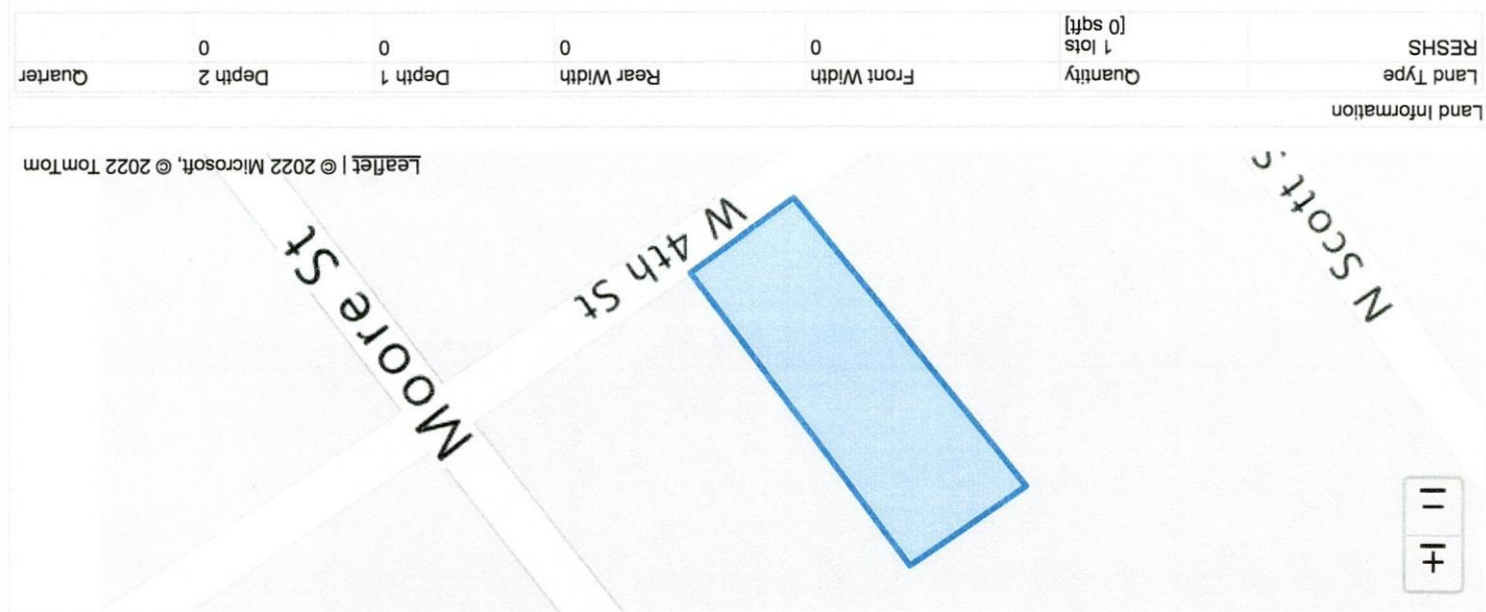 +
−
N Scott S
Moore St
W 4th St
Leaflet | © 2022 Microsoft, © 2022 TomTom
Land Information
Land Type Quantity Front Width Rear Width Depth 1 Depth 2 Quarter
RESHS 1 lots 0 0 0 0
[0 sqft]